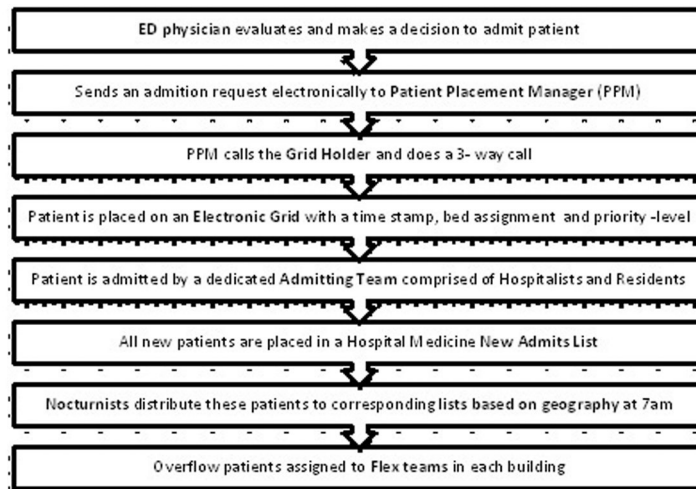 ED physician evaluates and makes a decision to admit patient
Sends an admition request electronically to Patient Placement Manager (PPM)
PPM calls the Grid Holder and does a 3- way call
Patient is placed on an Electronic Grid with a time stamp, bed assignment and priority -level
Patient is admitted by a dedicated Admitting Team comprised of Hospitalists and Residents
All new patients are placed in a Hospital Medicine New Admits List
Nocturnists distribute these patients to corresponding lists based on geography at 7am
Overflow patients assigned to Flex teams in each building